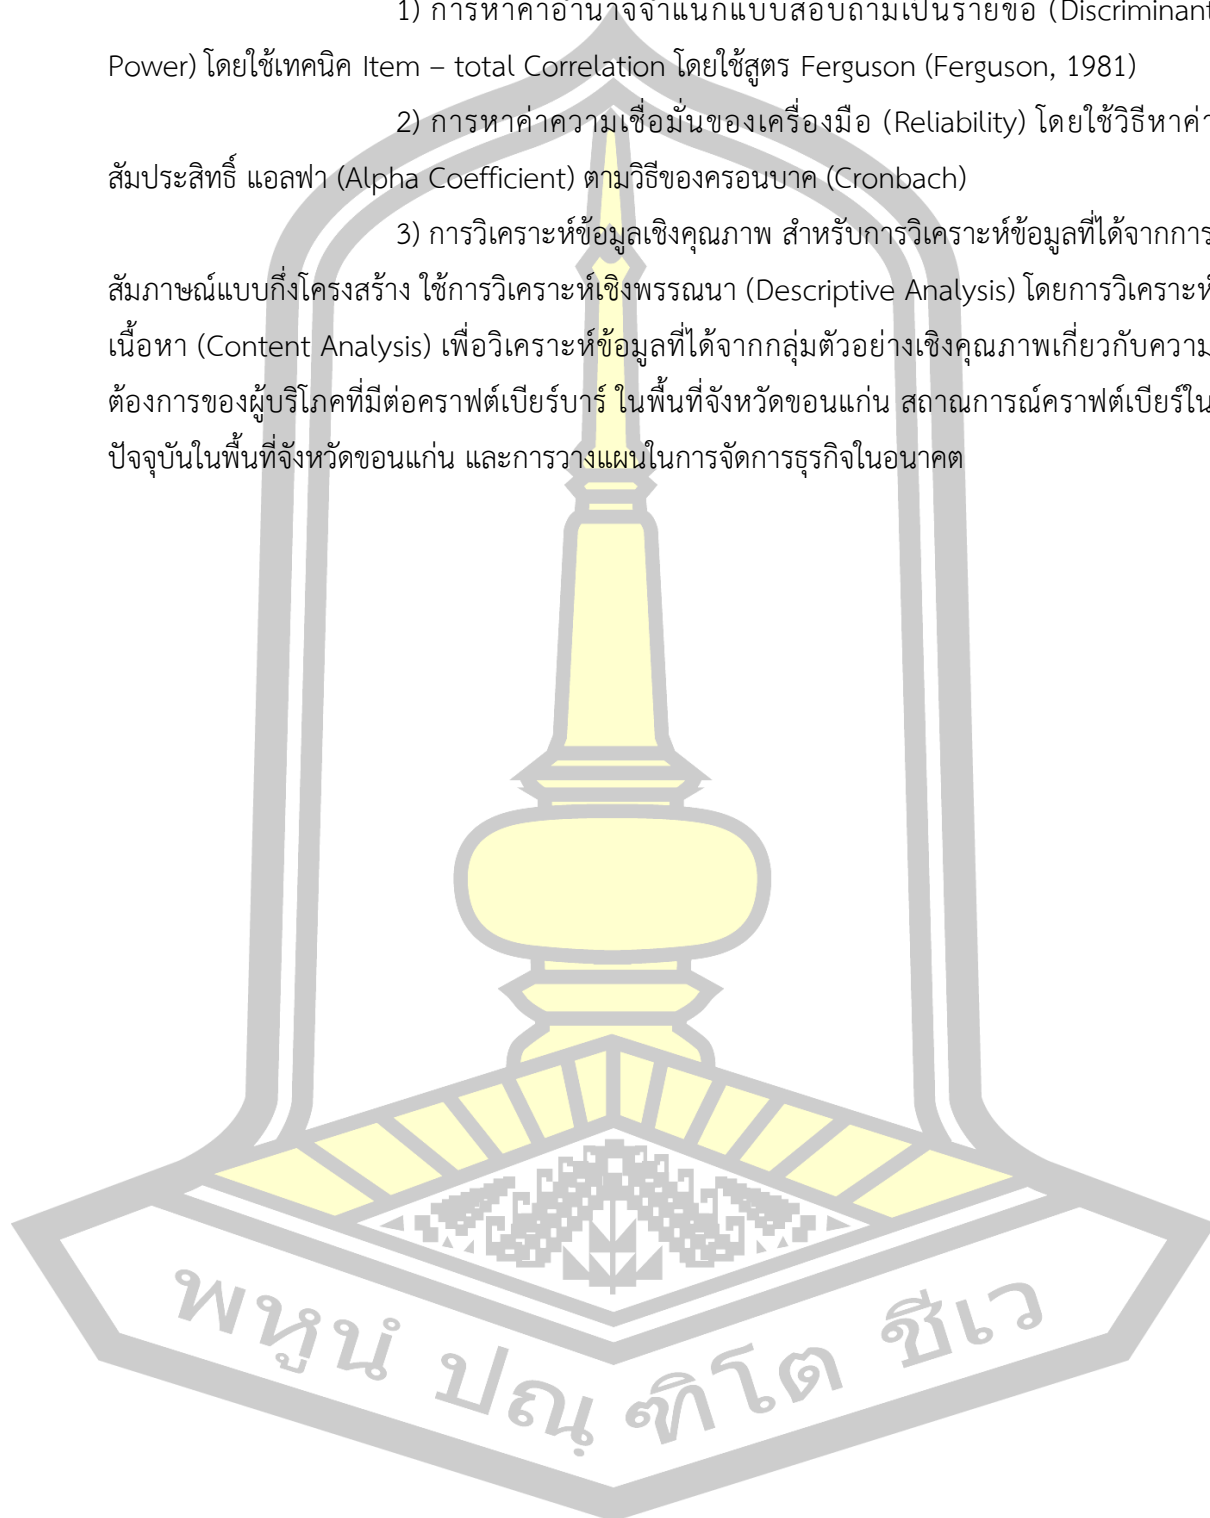 1) การหาค่าอำนาจจำแนกแบบสอบถามเป็นรายข้อ (Discriminant
Power) โดยใช้เทคนิค Item – total Correlation โดยใช้สูตร Ferguson (Ferguson, 1981)
2) การหาค่าความเชื่อมั่นของเครื่องมือ (Reliability) โดยใช้วิธีหาค่า
สัมประสิทธิ์ แอลฟา (Alpha Coefficient) ตามวิธีของครอนบาค (Cronbach)
3) การวิเคราะห์ข้อมูลเชิงคุณภาพ สำหรับการวิเคราะห์ข้อมูลที่ได้จากการ
สัมภาษณ์แบบกึ่งโครงสร้าง ใช้การวิเคราะห์เชิงพรรณนา (Descriptive Analysis) โดยการวิเคราะห์
เนื้อหา (Content Analysis) เพื่อวิเคราะห์ข้อมูลที่ได้จากกลุ่มตัวอย่างเชิงคุณภาพเกี่ยวกับความ
ต้องการของผู้บริโภคที่มีต่อคราฟต์เบียร์บาร์ ในพื้นที่จังหวัดขอนแก่น สถาณการณ์คราฟต์เบียร์ใน
ปัจจุบันในพื้นที่จังหวัดขอนแก่น และการวางแผนในการจัดการธุรกิจในอนาคต
พหูนํ ปณฺฑิโต ชีเว